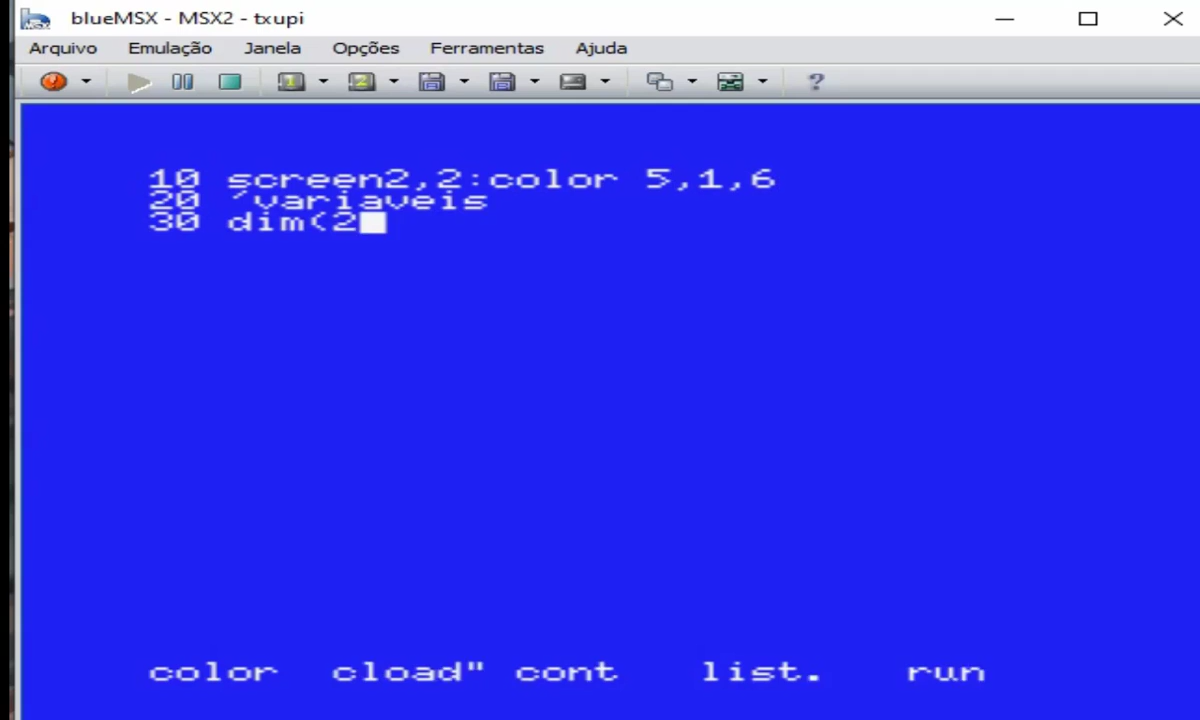 blueMSX - MSX2 - txupi
Arquivo Emulação Janela Opções Ferramentas Ajuda
10 screen2,2:color 5,1,6
20 'variaveis
30 dim(2
color cload" cont list. run